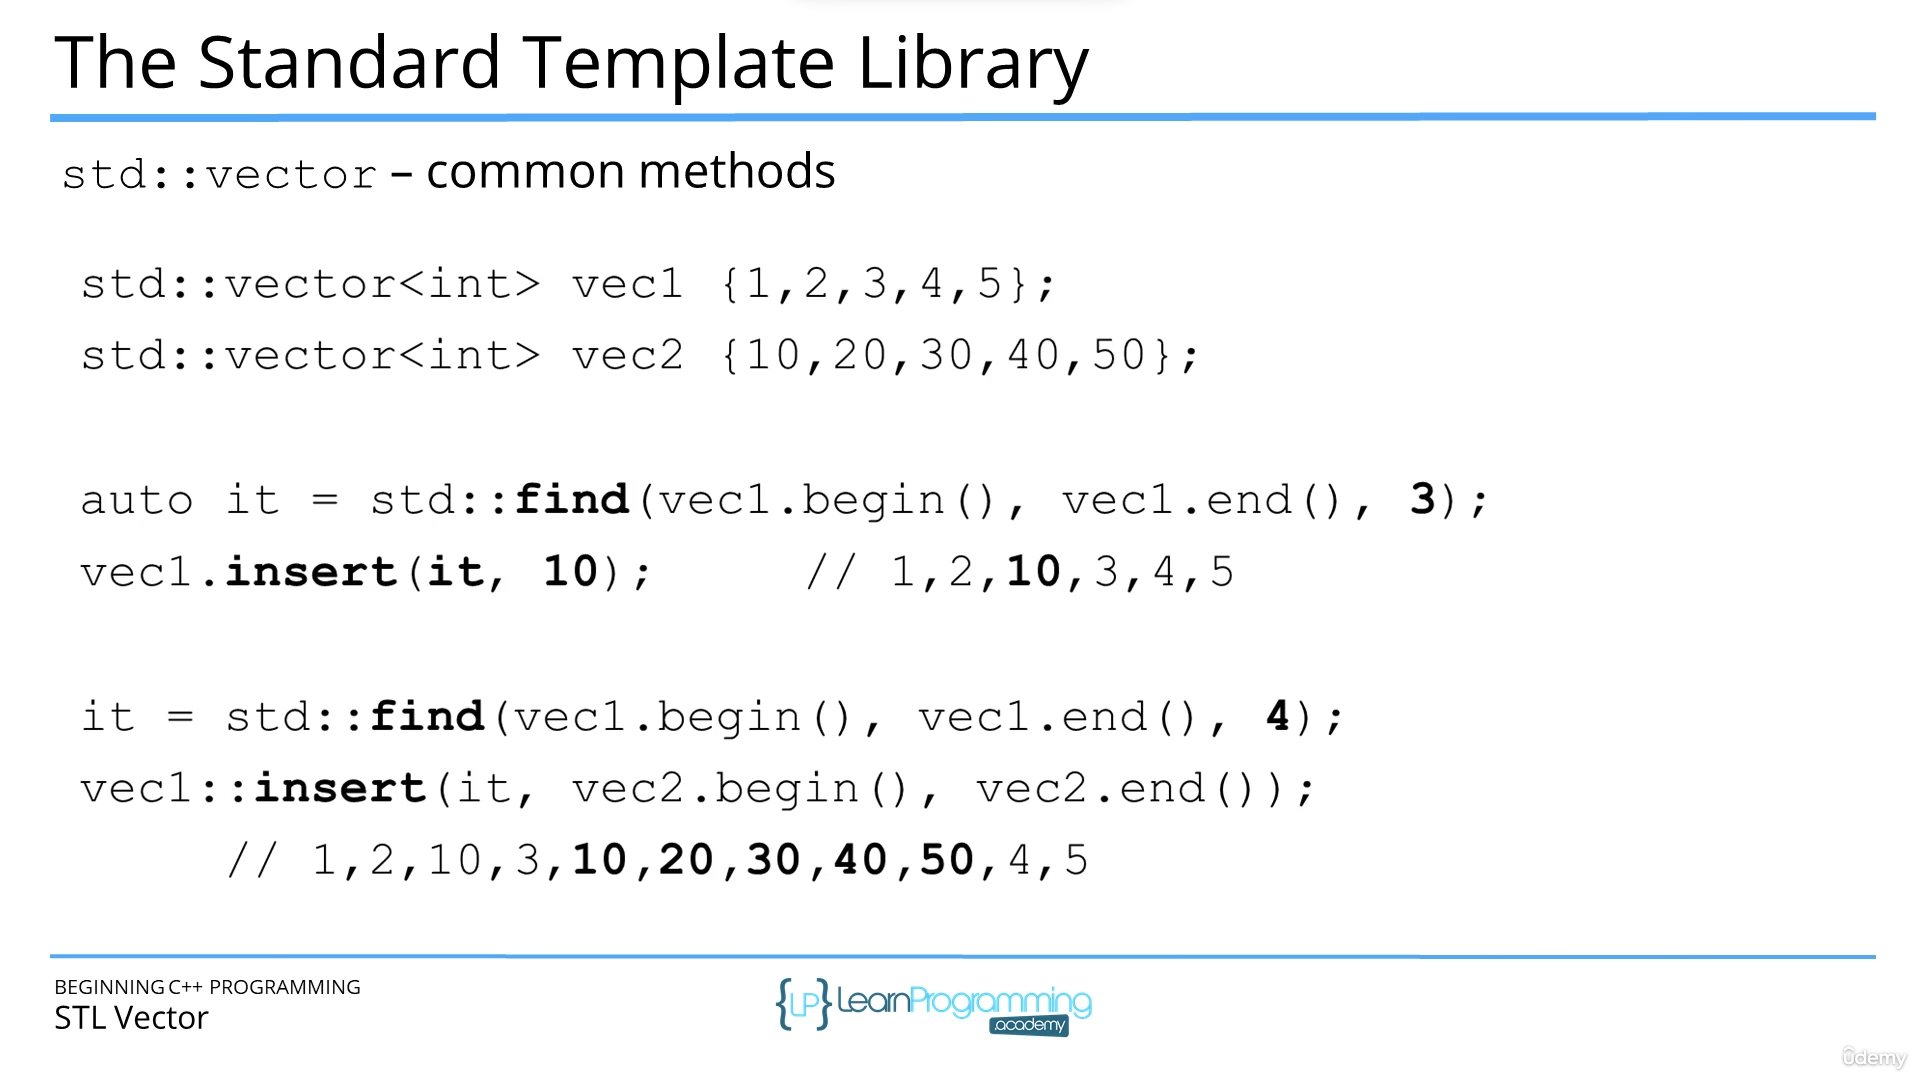 The Standard Template Library
std::vector – common methods
std::vector<int> vec1 {1,2,3,4,5};
std::vector<int> vec2 {10,20,30,40,50};
auto it = std::find(vec1.begin(), vec1.end(), 3);
vec1.insert(it, 10);     // 1,2,10,3,4,5
it = std::find(vec1.begin(), vec1.end(), 4);
vec1::insert(it, vec2.begin(), vec2.end());
// 1,2,10,3,10,20,30,40,50,4,5
BEGINNING C++ PROGRAMMING
STL Vector
{LP} LearnProgramming
.academy
ûdemy